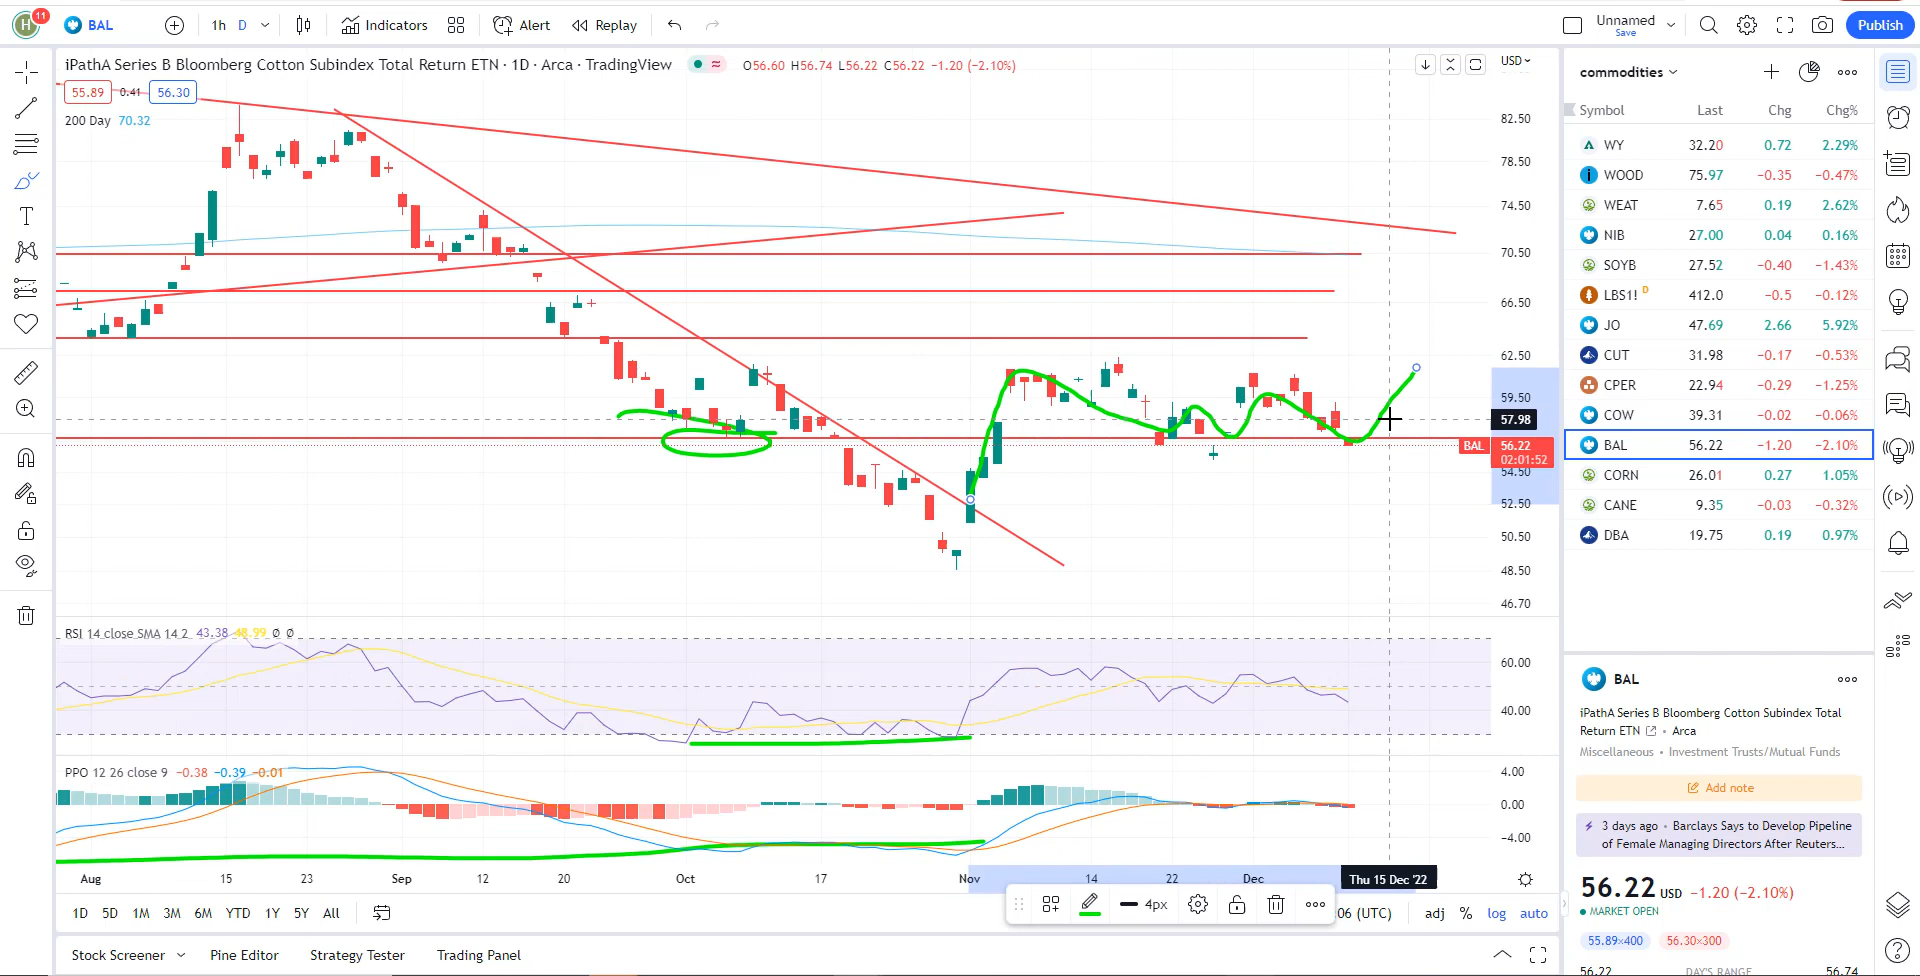 H 11 BAL 1h D Indicators Alert Replay Unnamed Save Publish
iPathA Series B Bloomberg Cotton Subindex Total Return ETN · 1D · Arca · TradingView O56.60 H56.74 L56.22 C56.22 −1.20 (−2.10%) USD
55.89 0.41 56.30
200 Day 70.32
82.50
78.50
74.50
70.50
66.50
62.50
59.50
57.98
BAL 56.22
02:01:52
54.50
52.50
50.50
48.50
46.70
RSI 14 close SMA 14 2 43.38 48.99 Ø Ø
60.00
40.00
PPO 12 26 close 9 −0.38 −0.39 −0.01
4.00
0.00
−4.00
Aug 15 23 Sep 12 20 Oct 17 Nov 14 22 Dec Thu 15 Dec '22
4px
1D 5D 1M 3M 6M YTD 1Y 5Y All 06 (UTC) adj % log auto
Stock Screener Pine Editor Strategy Tester Trading Panel
commodities
Symbol Last Chg Chg%
WY 32.20 0.72 2.29%
WOOD 75.97 −0.35 −0.47%
WEAT 7.65 0.19 2.62%
NIB 27.00 0.04 0.16%
SOYB 27.52 −0.40 −1.43%
LBS1! D 412.0 −0.5 −0.12%
JO 47.69 2.66 5.92%
CUT 31.98 −0.17 −0.53%
CPER 22.94 −0.29 −1.25%
COW 39.31 −0.02 −0.06%
BAL 56.22 −1.20 −2.10%
CORN 26.01 0.27 1.05%
CANE 9.35 −0.03 −0.32%
DBA 19.75 0.19 0.97%
BAL
iPathA Series B Bloomberg Cotton Subindex Total
Return ETN • Arca
Miscellaneous • Investment Trusts/Mutual Funds
Add note
3 days ago • Barclays Says to Develop Pipeline
of Female Managing Directors After Reuters...
56.22 USD −1.20 (−2.10%)
MARKET OPEN
55.89×400 56.30×300
56.22 DAY'S RANGE 56.74